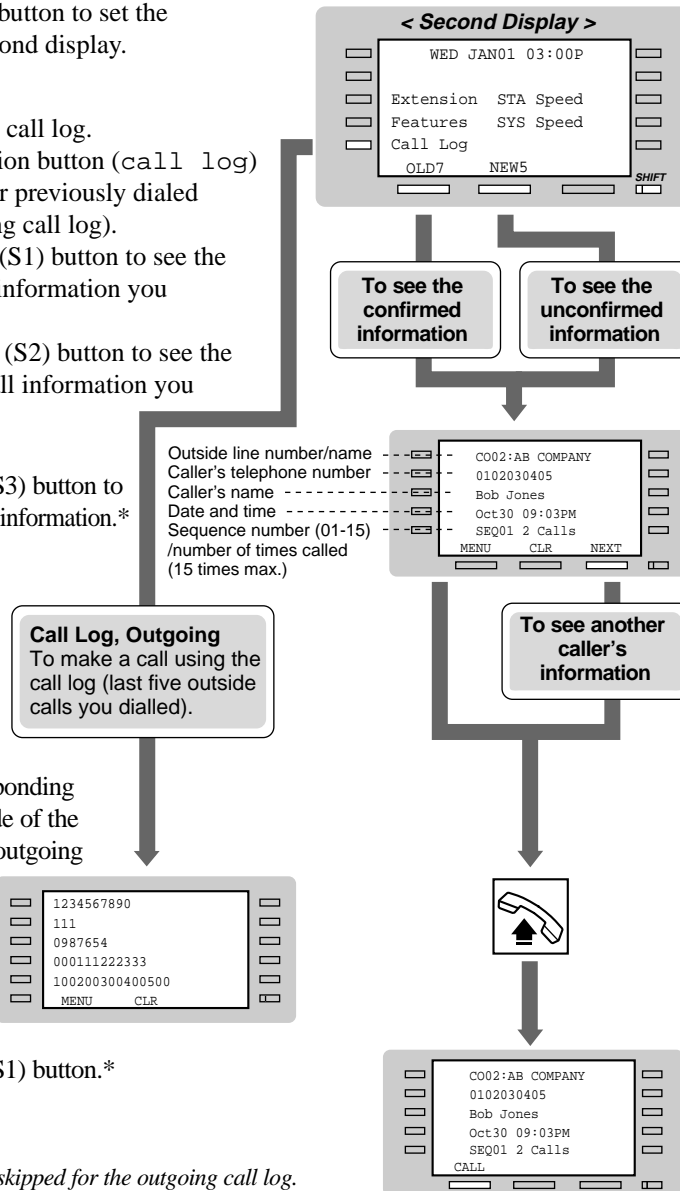 button to set the
ond display.
call log.
ion button (call log)
r previously dialed
g call log).
(S1) button to see the
information you
(S2) button to see the
ll information you
S3) button to
information.*
< Second Display >
WED JAN01 03:00P
Extension STA Speed
Features SYS Speed
Call Log
OLD7 NEW5
SHIFT
To see the
confirmed
information
To see the
unconfirmed
information
Outside line number/name
Caller's telephone number
Caller's name
Date and time
Sequence number (01-15)
/number of times called
(15 times max.)
CO02:AB COMPANY
0102030405
Bob Jones
Oct30 09:03PM
SEQ01 2 Calls
MENU CLR NEXT
To see another
caller's
information
Call Log, Outgoing
To make a call using the
call log (last five outside
calls you dialled).
ponding
de of the
outgoing
1234567890
111
0987654
000111222333
100200300400500
MENU CLR
S1) button.*
skipped for the outgoing call log.
CO02:AB COMPANY
0102030405
Bob Jones
Oct30 09:03PM
SEQ01 2 Calls
CALL